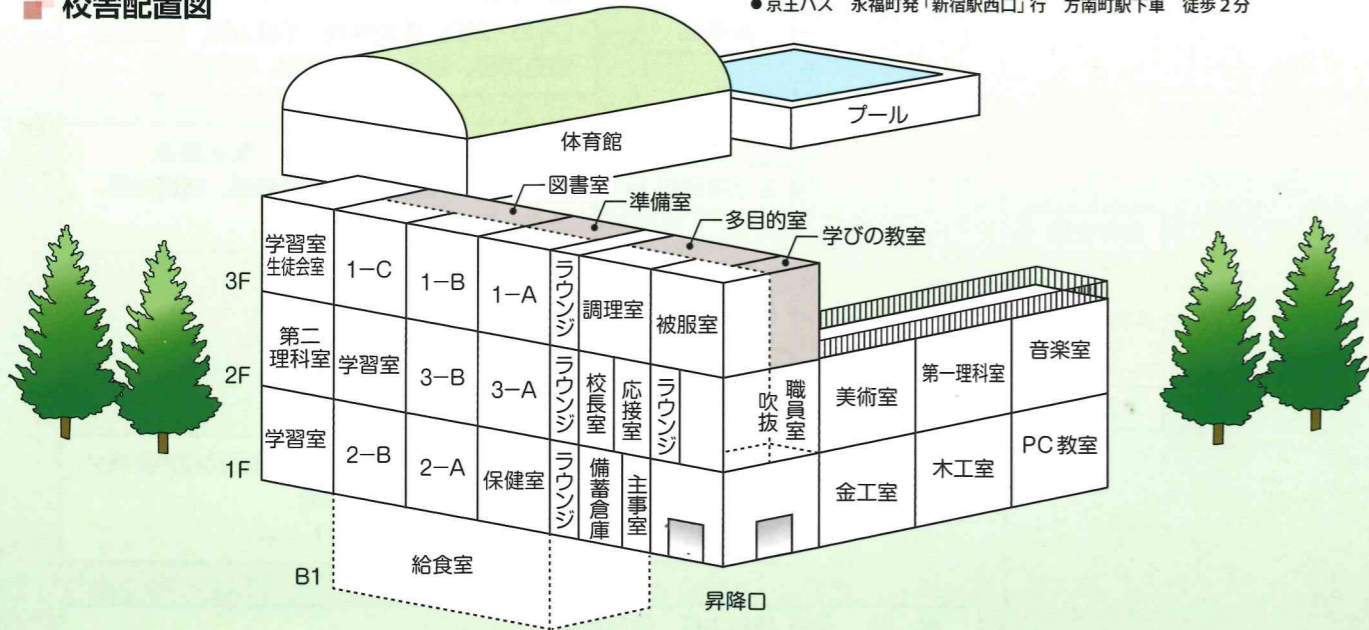 校舎配置図
●京王バス 永福町発「新宿駅西口」行 方南町駅下車 徒歩2分
プール
体育館
図書室
準備室
多目的室
学びの教室
3F
学習室
生徒会室
1-C
1-B
1-A
ラウンジ
調理室
被服室
2F
第二
理科室
学習室
3-B
3-A
ラウンジ
校長室
応接室
ラウンジ
吹抜
職員室
美術室
第一理科室
音楽室
1F
学習室
2-B
2-A
保健室
ラウンジ
備蓄倉庫
主事室
金工室
木工室
PC教室
B1
給食室
昇降口